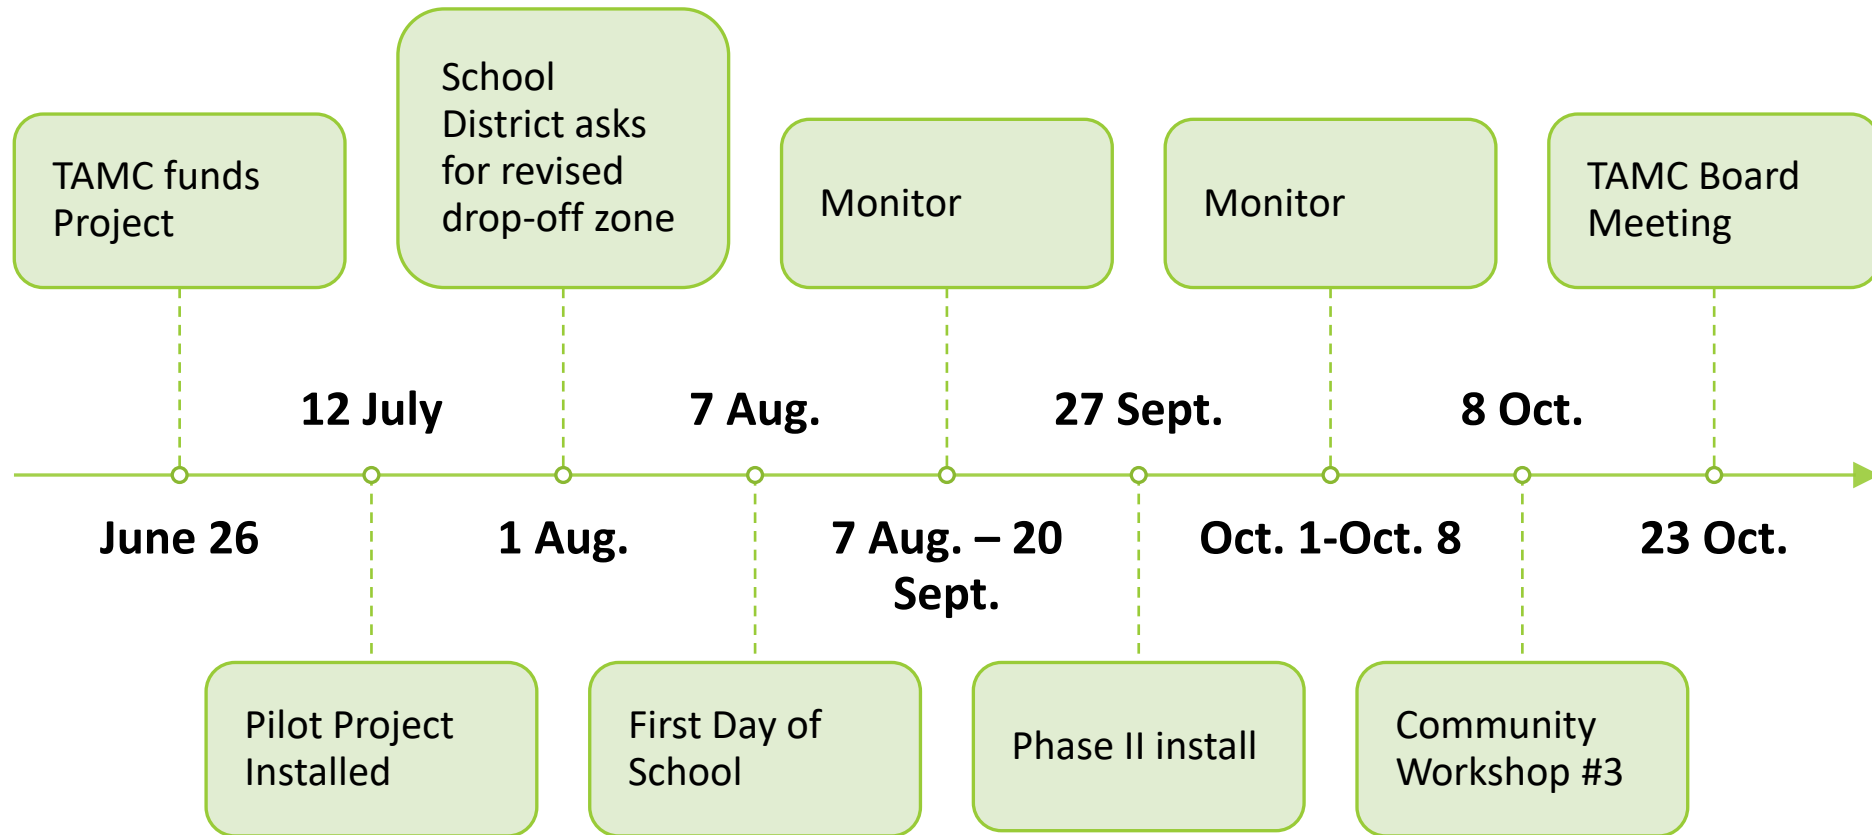 TAMC funds
Project
School
District asks
for revised
drop-off zone
Monitor
Monitor
TAMC Board
Meeting
12 July
7 Aug.
27 Sept.
8 Oct.
June 26
1 Aug.
7 Aug. – 20
Sept.
Oct. 1-Oct. 8
23 Oct.
Pilot Project
Installed
First Day of
School
Phase II install
Community
Workshop #3